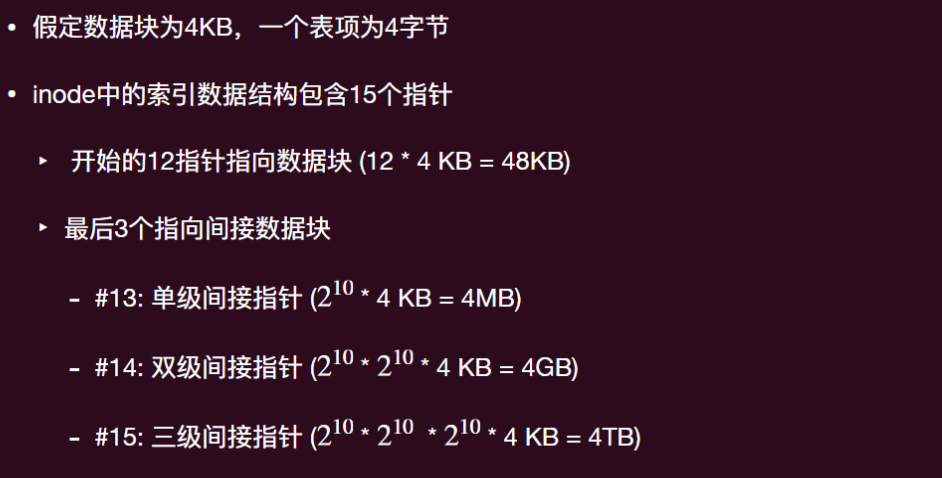 • 假定数据块为4KB，一个表项为4字节
• inode中的索引数据结构包含15个指针
‣ 开始的12指针指向数据块 (12 * 4 KB = 48KB)
‣ 最后3个指向间接数据块
- #13: 单级间接指针 (2^10 * 4 KB = 4MB)
- #14: 双级间接指针 (2^10 * 2^10 * 4 KB = 4GB)
- #15: 三级间接指针 (2^10 * 2^10 * 2^10 * 4 KB = 4TB)